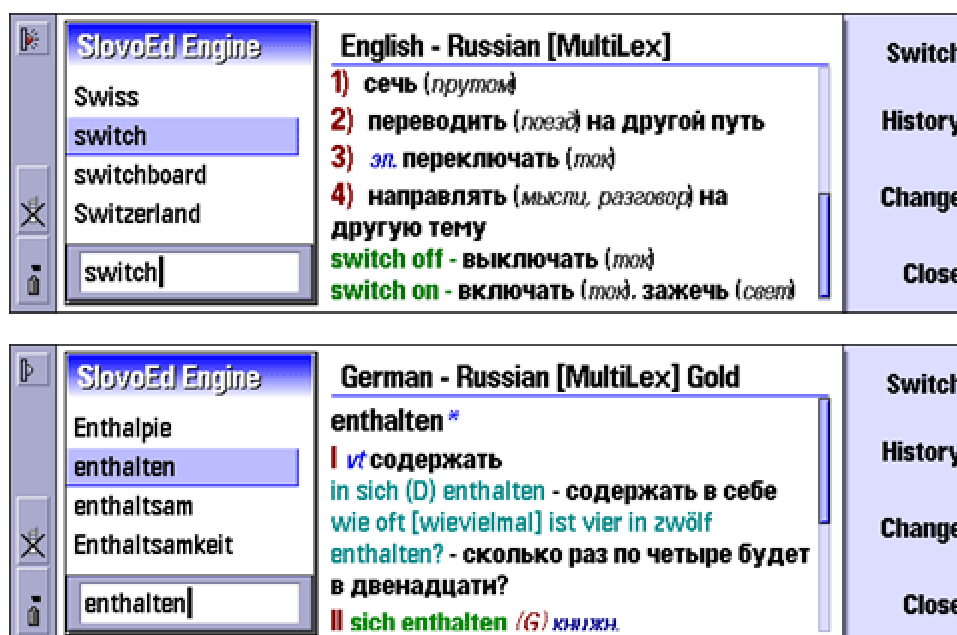 SlovoEd Engine
Swiss
switch
switchboard
Switzerland
switch
English - Russian [MultiLex]
1) сечь (прутом)
2) переводить (поезд) на другой путь
3) эл. переключать (ток)
4) направлять (мысли, разговор) на
другую тему
switch off - выключать (ток)
switch on - включать (ток). зажечь (свет)
Switch
History
Change
Close
SlovoEd Engine
Enthalpie
enthalten
enthaltsam
Enthaltsamkeit
enthalten
German - Russian [MultiLex] Gold
enthalten *
I vt содержать
in sich (D) enthalten - содержать в себе
wie oft [wievielmal] ist vier in zwölf
enthalten? - сколько раз по четыре будет
в двенадцати?
II sich enthalten (G) книжн.
Switch
History
Change
Close